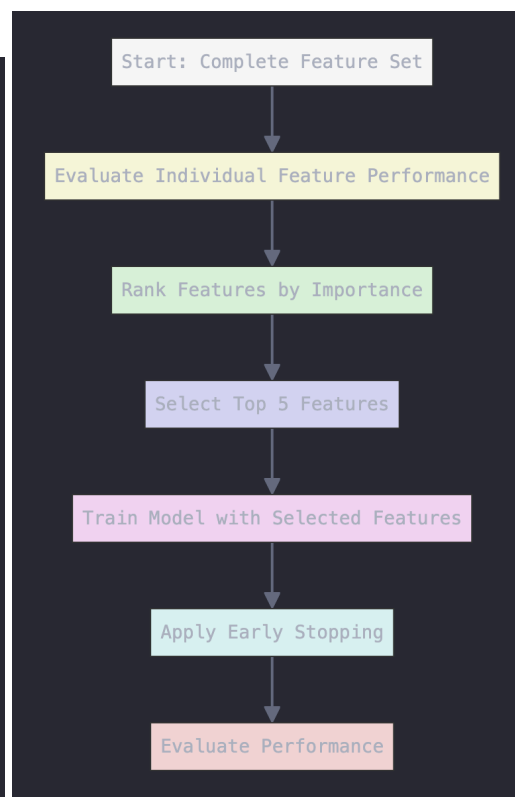 Start: Complete Feature Set
Evaluate Individual Feature Performance
Rank Features by Importance
Select Top 5 Features
Train Model with Selected Features
Apply Early Stopping
Evaluate Performance